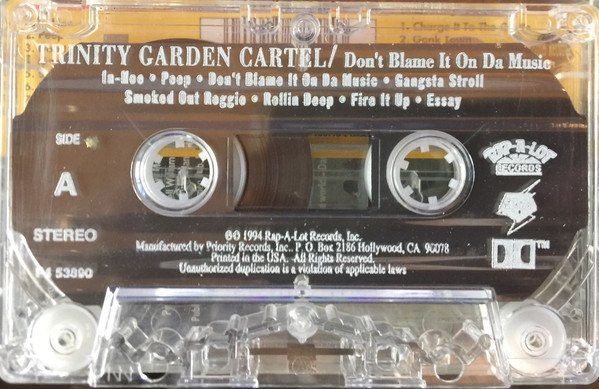 TRINITY GARDEN CARTEL/ Don't Blame It On Da Music
In-Roo • Peep • Don't Blame It On Da Music • Gangsta Stroll
Smoked Out Reggie • Rollin Deep • Fire It Up • Essay
SIDE
A
STEREO
P4 53890
RAP-A-LOT
RECORDS
℗© 1994 Rap-A-Lot Records, Inc.
Manufactured by Priority Records, Inc., P. O. Box 2186 Hollywood, CA 90078
Printed in the USA. All Rights Reserved.
Unauthorized duplication is a violation of applicable laws
TM
1. Charge It To The
2. Gank Town